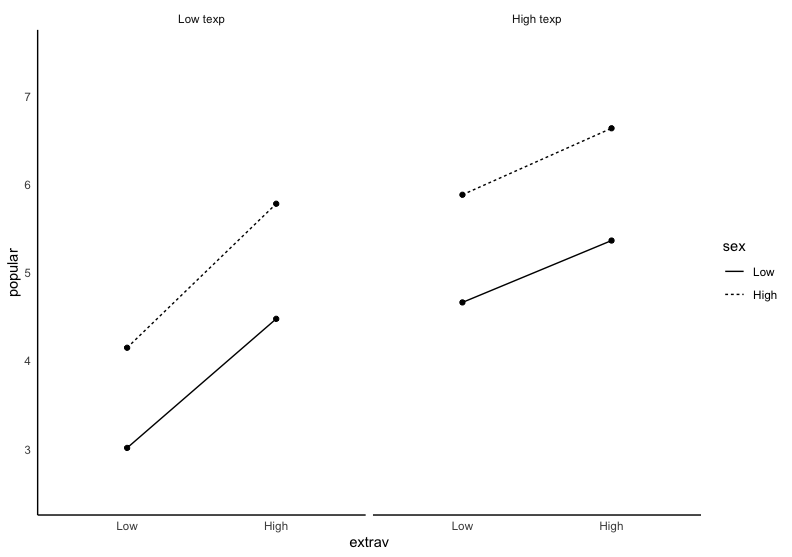 Low texp
High texp
popular
7
6
5
4
3
Low
High
Low
High
extrav
sex
Low
High